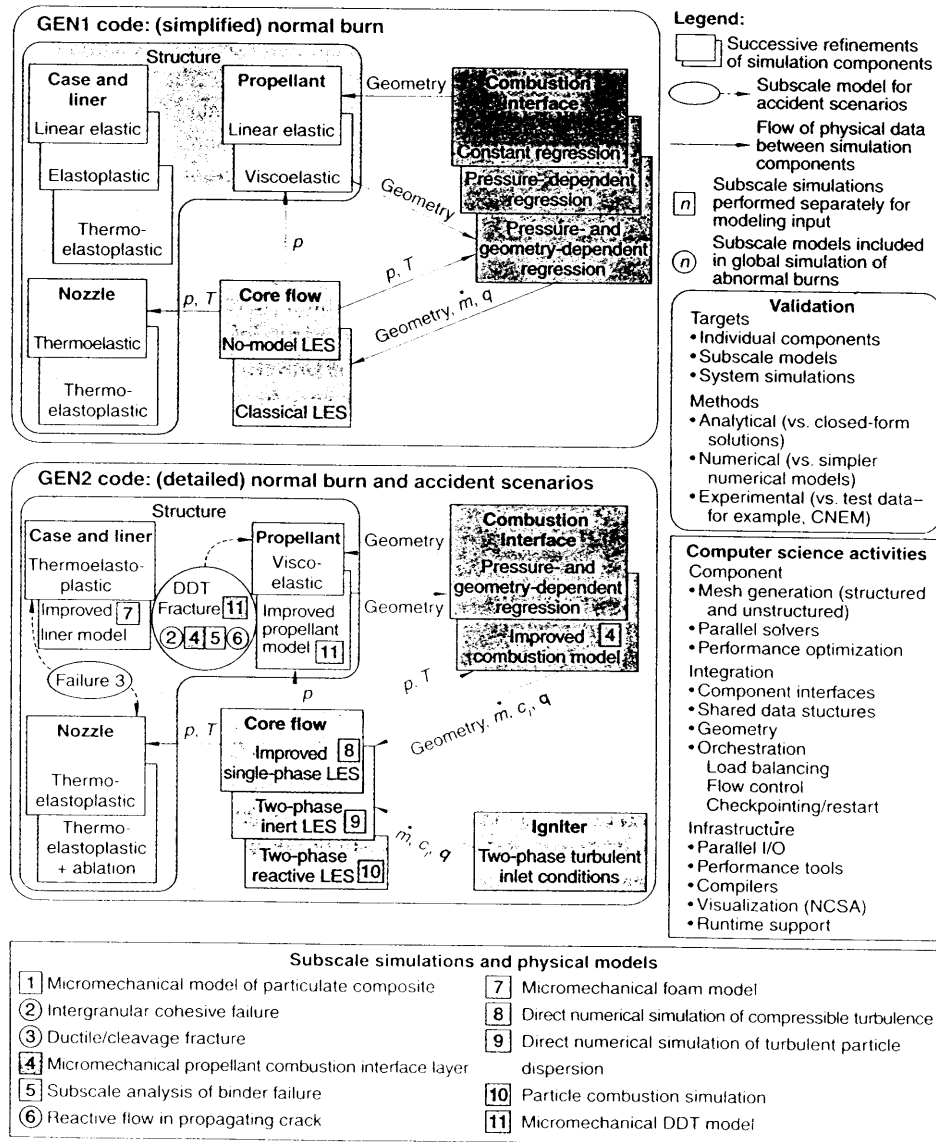 GEN1 code: (simplified) normal burn
Structure
Case and
liner
Linear elastic
Elastoplastic
Thermo-
elastoplastic
Propellant
Linear elastic
Viscoelastic
Geometry
Combustion
Interface
Constant regression
Pressure-dependent
regression
Pressure- and
geometry-dependent
regression
Geometry
p
p, T
Nozzle
Thermoelastic
Thermo-
elastoplastic
p, T
Core flow
No-model LES
Classical LES
Geometry, ṁ, q
Legend:
Successive refinements
of simulation components
Subscale model for
accident scenarios
Flow of physical data
between simulation
components
n
Subscale simulations
performed separately for
modeling input
n
Subscale models included
in global simulation of
abnormal burns
Validation
Targets
•Individual components
•Subscale models
•System simulations
Methods
•Analytical (vs. closed-form
solutions)
•Numerical (vs. simpler
numerical models)
•Experimental (vs. test data–
for example, CNEM)
GEN2 code: (detailed) normal burn and accident scenarios
Structure
Case and liner
Thermoelasto-
plastic
Improved 7
liner model
DDT
Fracture 11
2 4 5 6
Propellant
Visco-
elastic
Improved
propellant
model 11
Geometry
Geometry
Combustion
Interface
Pressure- and
geometry-dependent
regression
Improved 4
combustion model
Failure 3
p
p, T
Geometry, ṁ, cᵢ, q
Nozzle
Thermo-
elastoplastic
Thermo-
elastoplastic
+ ablation
p, T
Core flow
Improved 8
single-phase LES
Two-phase
inert LES 9
Two-phase
reactive LES 10
ṁ, cᵢ, q
Igniter
Two-phase turbulent
inlet conditions
Computer science activities
Component
•Mesh generation (structured
and unstructured)
•Parallel solvers
•Performance optimization
Integration
•Component interfaces
•Shared data stuctures
•Geometry
•Orchestration
Load balancing
Flow control
Checkpointing/restart
Infrastructure
•Parallel I/O
•Performance tools
•Compilers
•Visualization (NCSA)
•Runtime support
Subscale simulations and physical models
1 Micromechanical model of particulate composite
2 Intergranular cohesive failure
3 Ductile/cleavage fracture
4 Micromechanical propellant combustion interface layer
5 Subscale analysis of binder failure
6 Reactive flow in propagating crack
7 Micromechanical foam model
8 Direct numerical simulation of compressible turbulence
9 Direct numerical simulation of turbulent particle
dispersion
10 Particle combustion simulation
11 Micromechanical DDT model